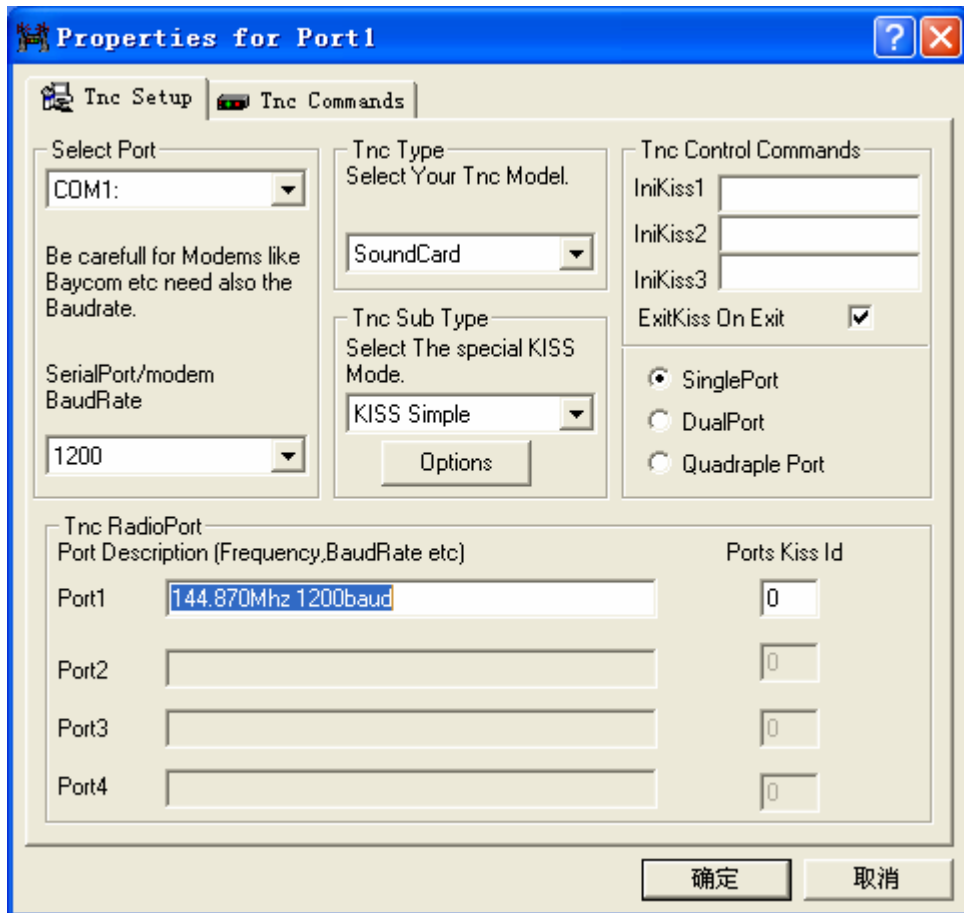 Properties for Port1
Tnc Setup
Tnc Commands
Select Port
COM1:
Be carefull for Modems like
Baycom etc need also the
Baudrate.
SerialPort/modem
BaudRate
1200
Tnc Type
Select Your Tnc Model.
SoundCard
Tnc Sub Type
Select The special KISS
Mode.
KISS Simple
Options
Tnc Control Commands
IniKiss1
IniKiss2
IniKiss3
ExitKiss On Exit
SinglePort
DualPort
Quadraple Port
Tnc RadioPort
Port Description (Frequency,BaudRate etc)
Ports Kiss Id
Port1 144.870Mhz 1200baud 0
Port2 0
Port3 0
Port4 0
确定
取消